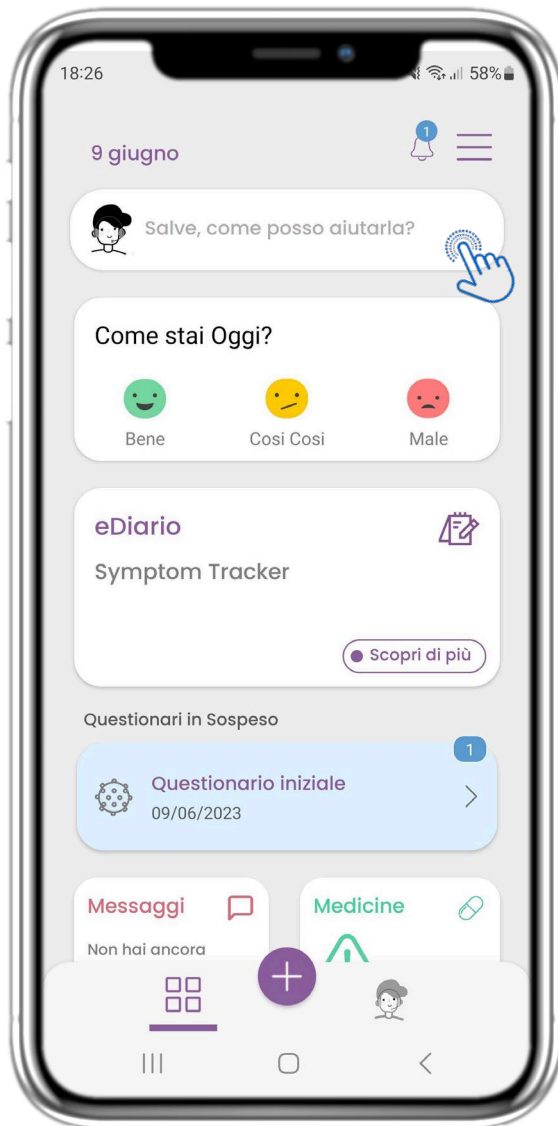 18:26
58%
9 giugno
1
Salve, come posso aiutarla?
Come stai Oggi?
Bene
Cosi Cosi
Male
eDiario
Symptom Tracker
Scopri di più
Questionari in Sospeso
1
Questionario iniziale
09/06/2023
Messaggi
Medicine
Non hai ancora